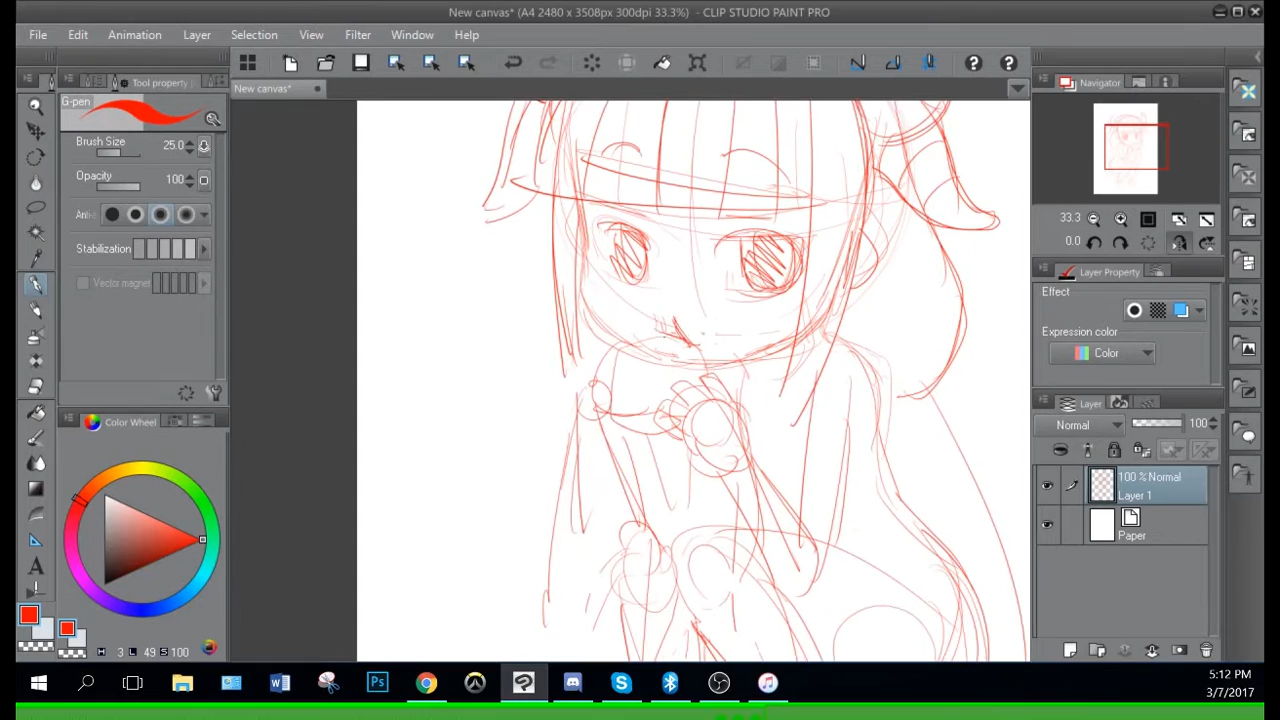 New canvas* (A4 2480 x 3508px 300dpi 33.3%) - CLIP STUDIO PAINT PRO
File Edit Animation Layer Selection View Filter Window Help
Tool property
New canvas*
G-pen
Brush Size 25.0
Opacity 100
Stabilization
Vector magnet
Color Wheel
H 3 L 49 S 100
Navigator
33.3
0.0
Layer Property
Effect
Expression color
Color
Layer
Normal 100
100 % Normal
Layer 1
Paper
5:12 PM
3/7/2017